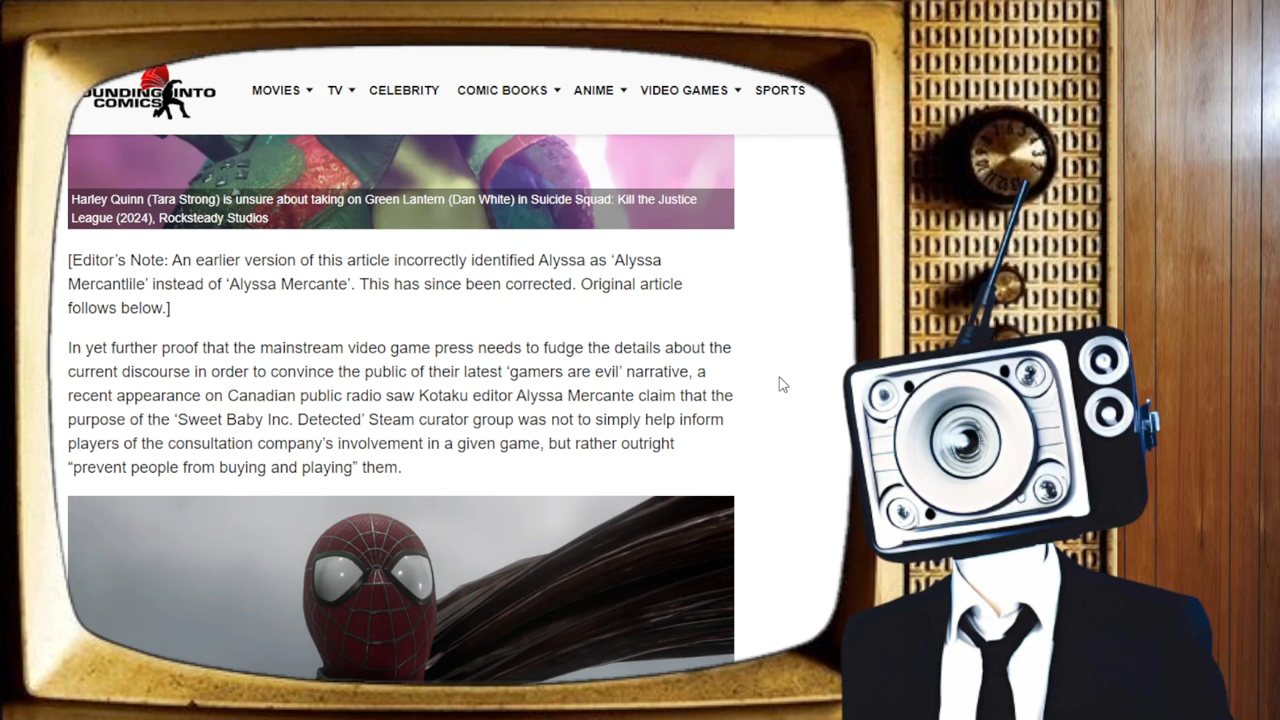 OUNDING INTO
COMICS
MOVIES TV CELEBRITY COMIC BOOKS ANIME VIDEO GAMES SPORTS
Harley Quinn (Tara Strong) is unsure about taking on Green Lantern (Dan White) in Suicide Squad: Kill the Justice
League (2024), Rocksteady Studios
[Editor’s Note: An earlier version of this article incorrectly identified Alyssa as ‘Alyssa
Mercantlile’ instead of ‘Alyssa Mercante’. This has since been corrected. Original article
follows below.]
In yet further proof that the mainstream video game press needs to fudge the details about the
current discourse in order to convince the public of their latest ‘gamers are evil’ narrative, a
recent appearance on Canadian public radio saw Kotaku editor Alyssa Mercante claim that the
purpose of the ‘Sweet Baby Inc. Detected’ Steam curator group was not to simply help inform
players of the consultation company’s involvement in a given game, but rather outright
“prevent people from buying and playing” them.